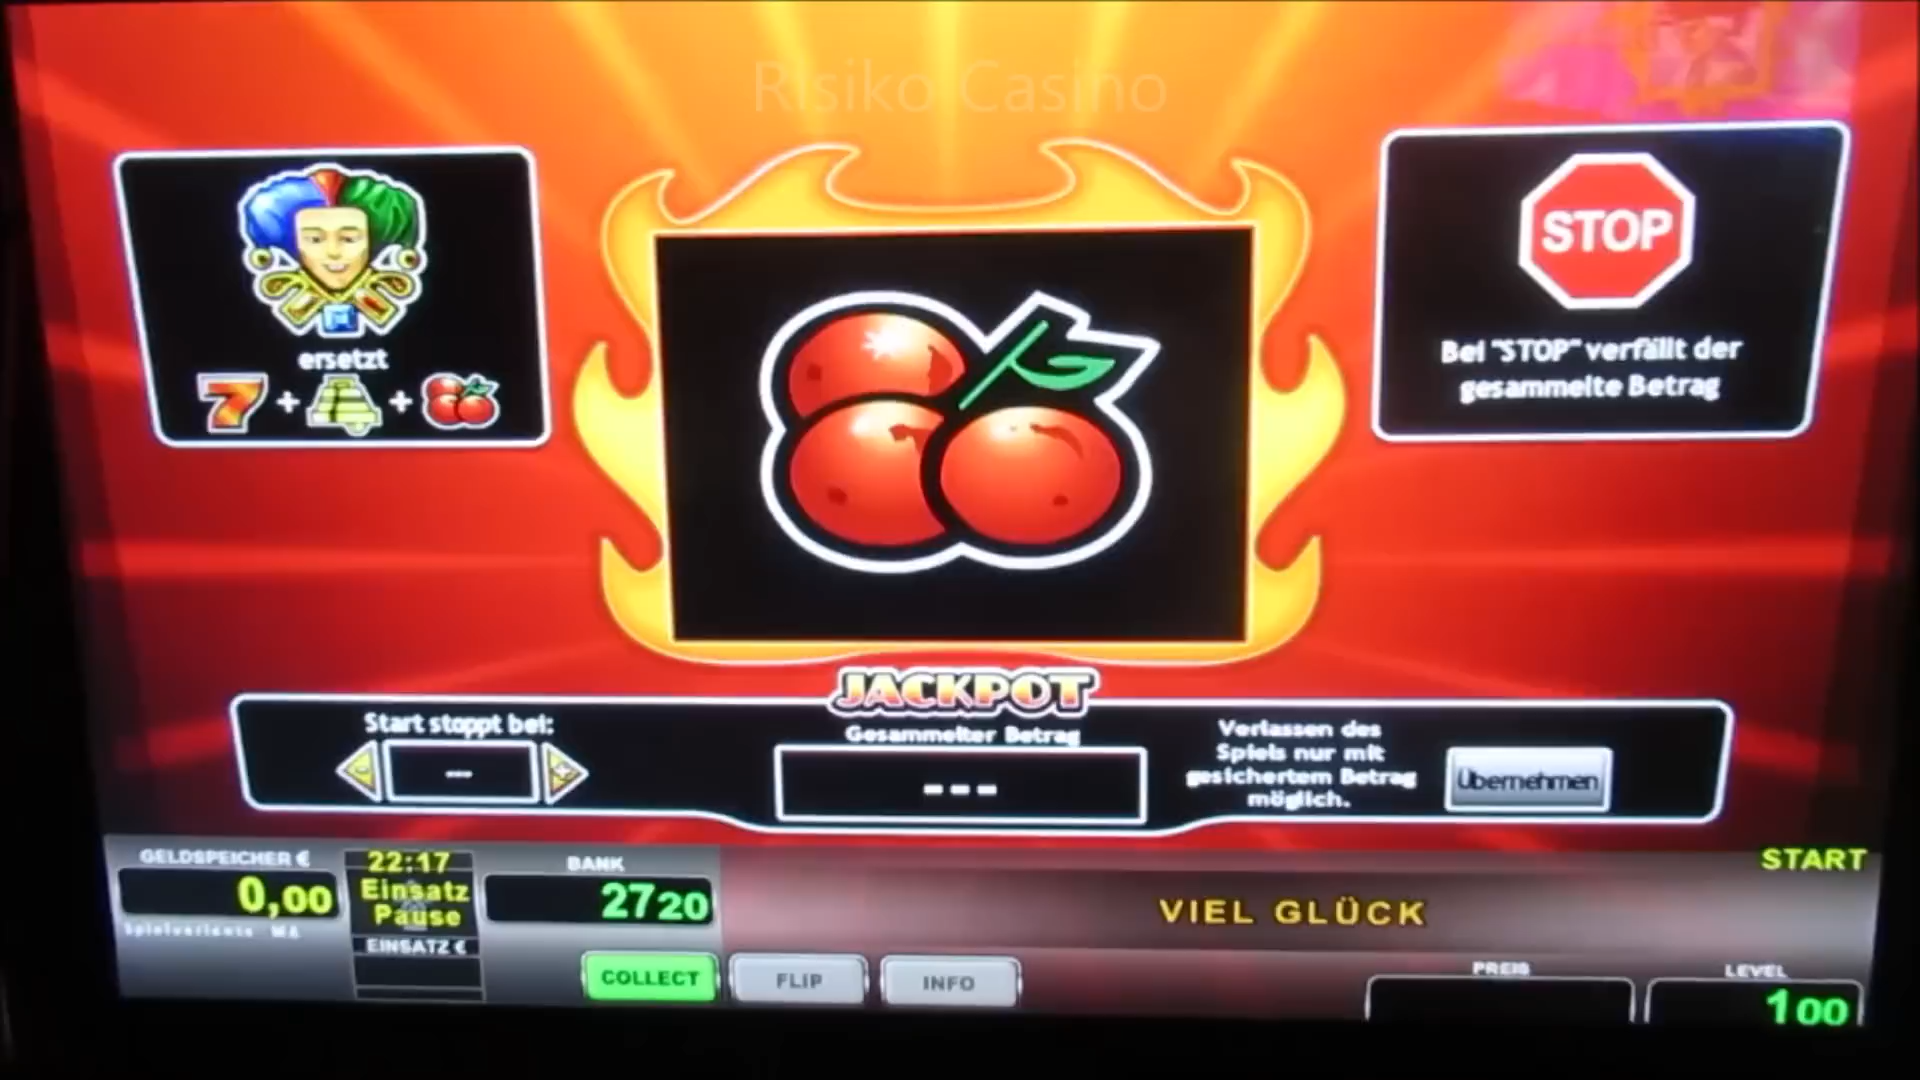 Risiko Casino
ersetzt
7 + +
STOP
Bei "STOP" verfällt der
gesammelte Betrag
JACKPOT
Start stoppt bei:
---
Gesammelter Betrag
---
Verlassen des
Spiels nur mit
gesichertem Betrag
möglich.
Übernehmen
GELDSPEICHER €
0,00
Spielvariante
22:17
Einsatz
Pause
EINSATZ €
BANK
2720
VIEL GLÜCK
START
COLLECT
FLIP
INFO
PREIS
LEVEL
100